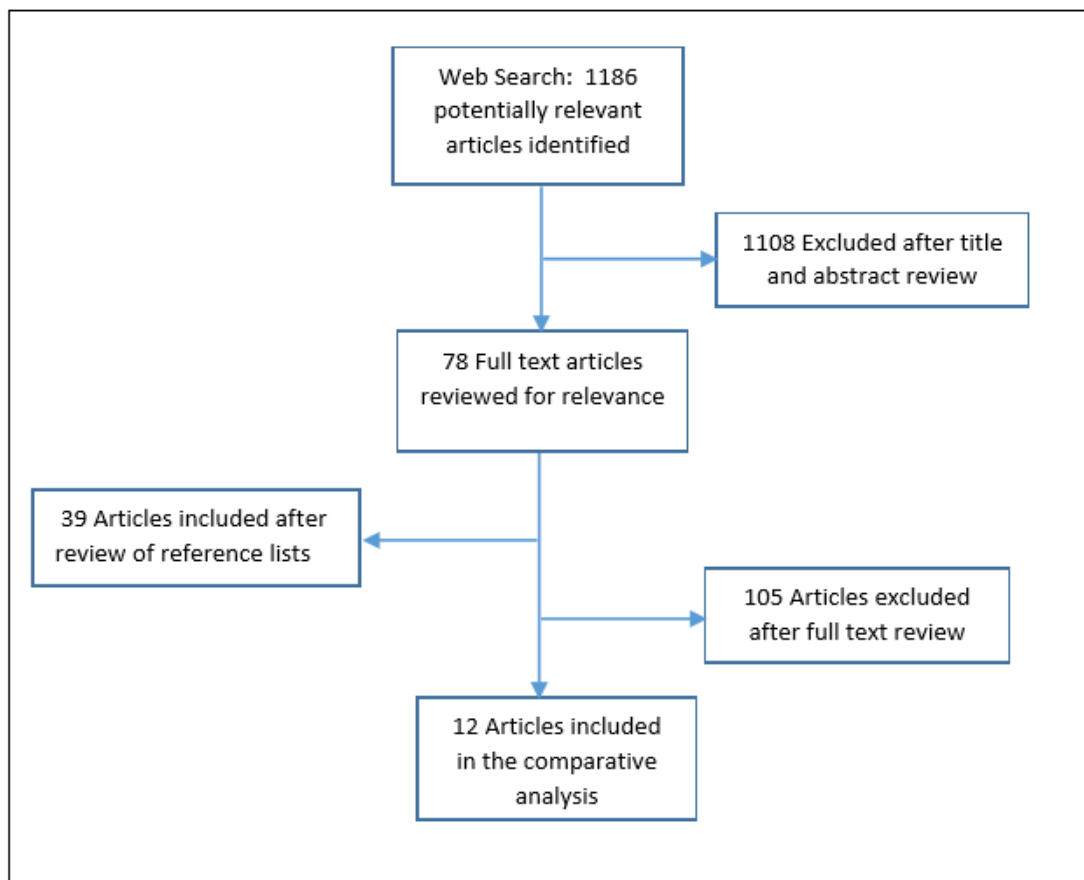 Web Search: 1186
potentially relevant
articles identified
1108 Excluded after title
and abstract review
78 Full text articles
reviewed for relevance
39 Articles included after
review of reference lists
105 Articles excluded
after full text review
12 Articles included
in the comparative
analysis